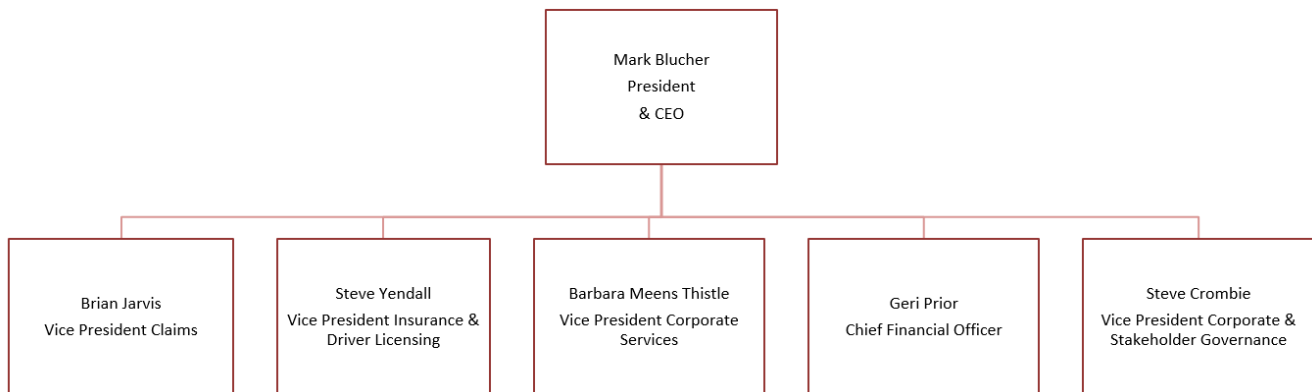 Mark Blucher
President
& CEO
Brian Jarvis
Vice President Claims
Steve Yendall
Vice President Insurance &
Driver Licensing
Barbara Meens Thistle
Vice President Corporate
Services
Geri Prior
Chief Financial Officer
Steve Crombie
Vice President Corporate &
Stakeholder Governance